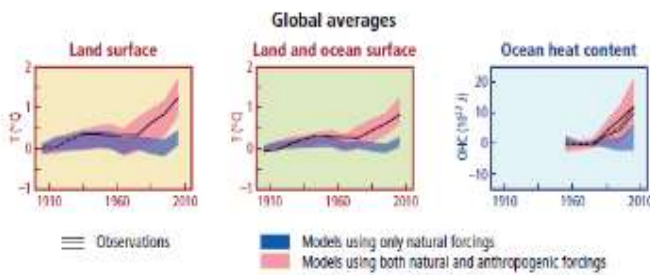 Global averages
Land surface
Land and ocean surface
Ocean heat content
2
1
0
-1
T (°C)
1910
1960
2010
2
1
0
-1
T (°C)
1910
1960
2010
20
10
0
-10
OHC (10²² J)
1910
1960
2010
Observations
Models using only natural forcings
Models using both natural and anthropogenic forcings